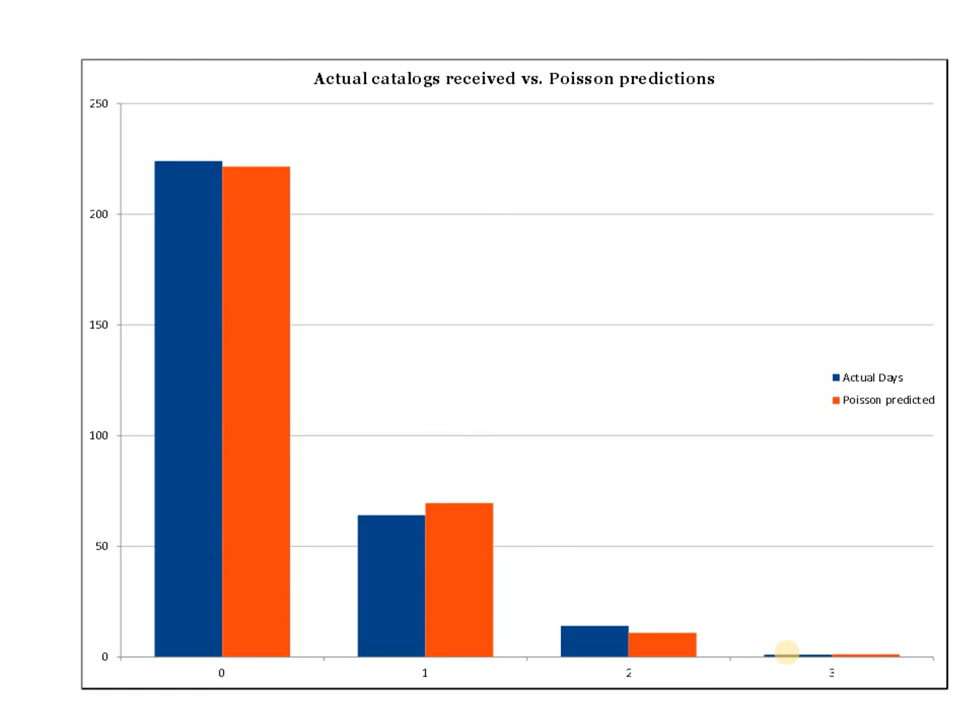 Actual catalogs received vs. Poisson predictions
250
200
150
100
50
0
Actual Days
Poisson predicted
0 1 2 3